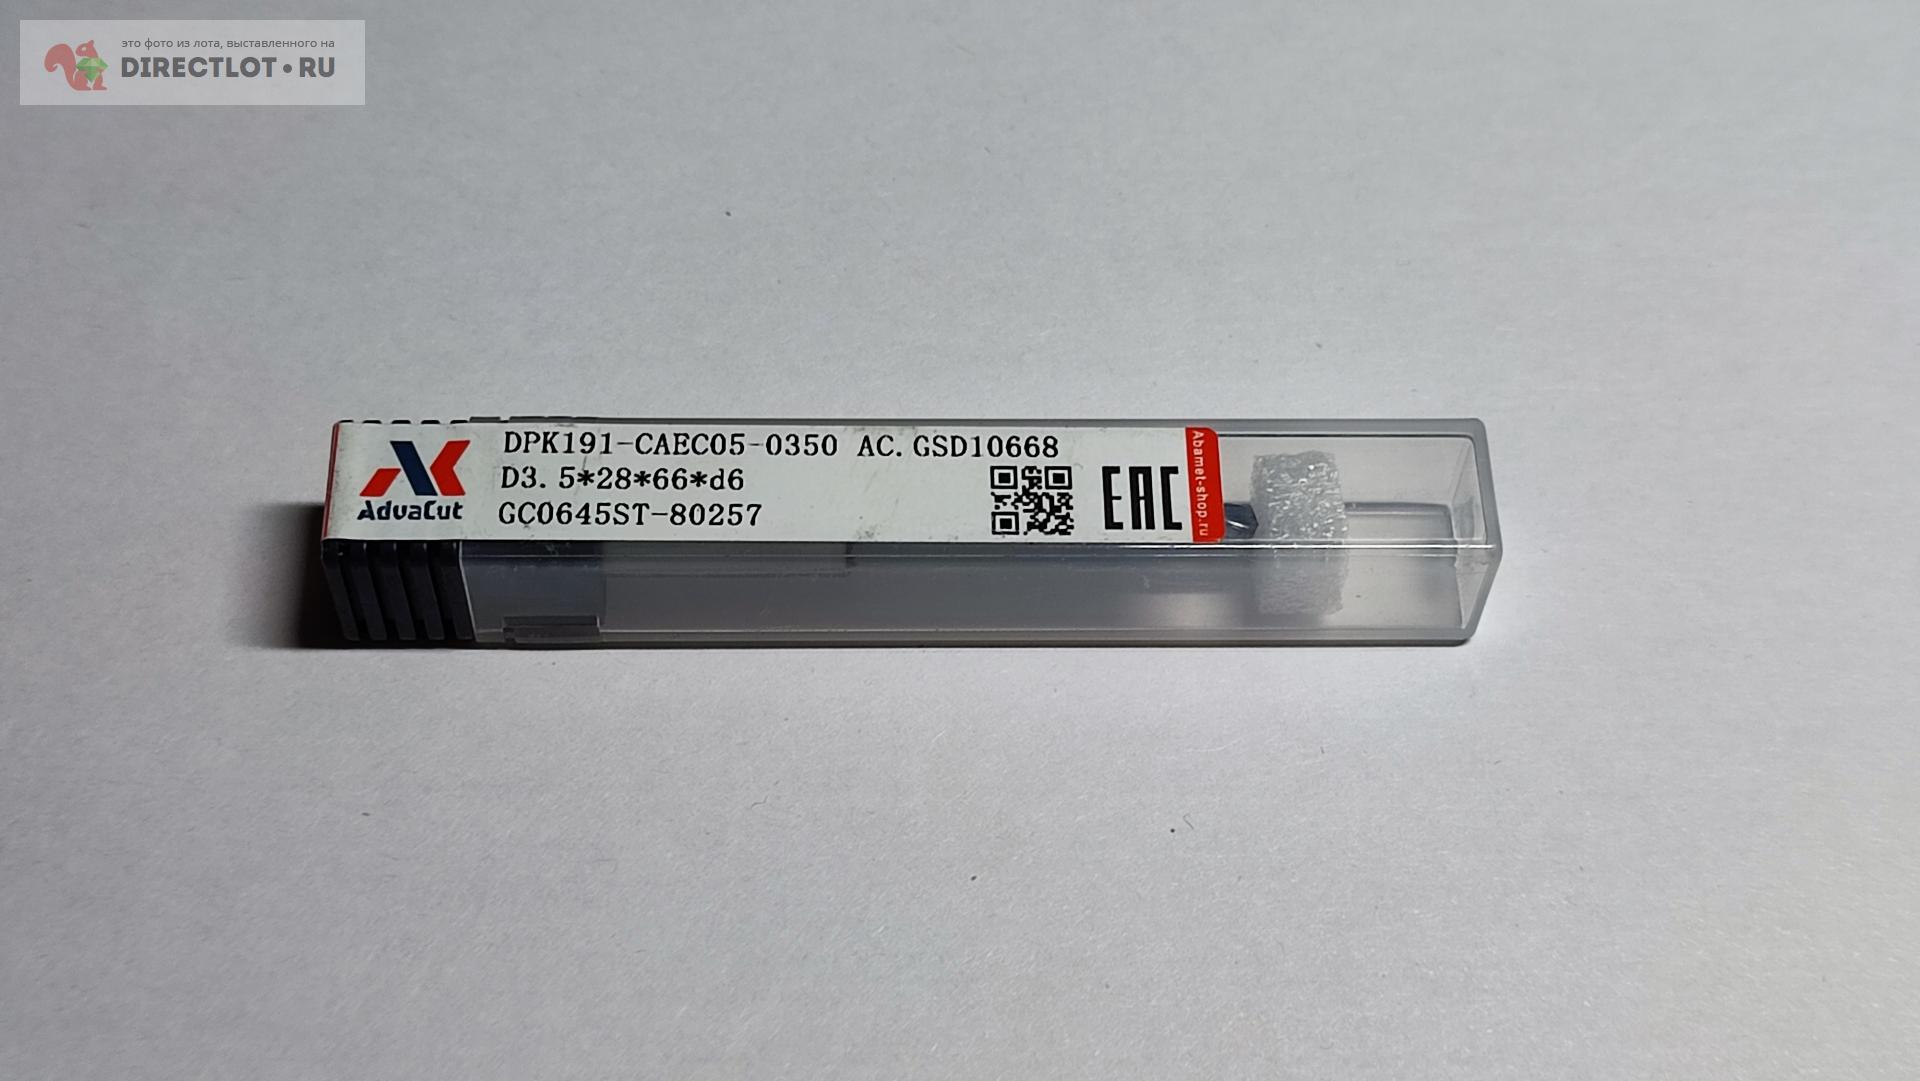 это фото из лота, выставленного на
DIRECTLOT•RU
DPK191-CAEC05-0350 AC.GSD10668
D3.5*28*66*d6
GC0645ST-80257
AdvaCut
EAC
Abamet-shop.ru